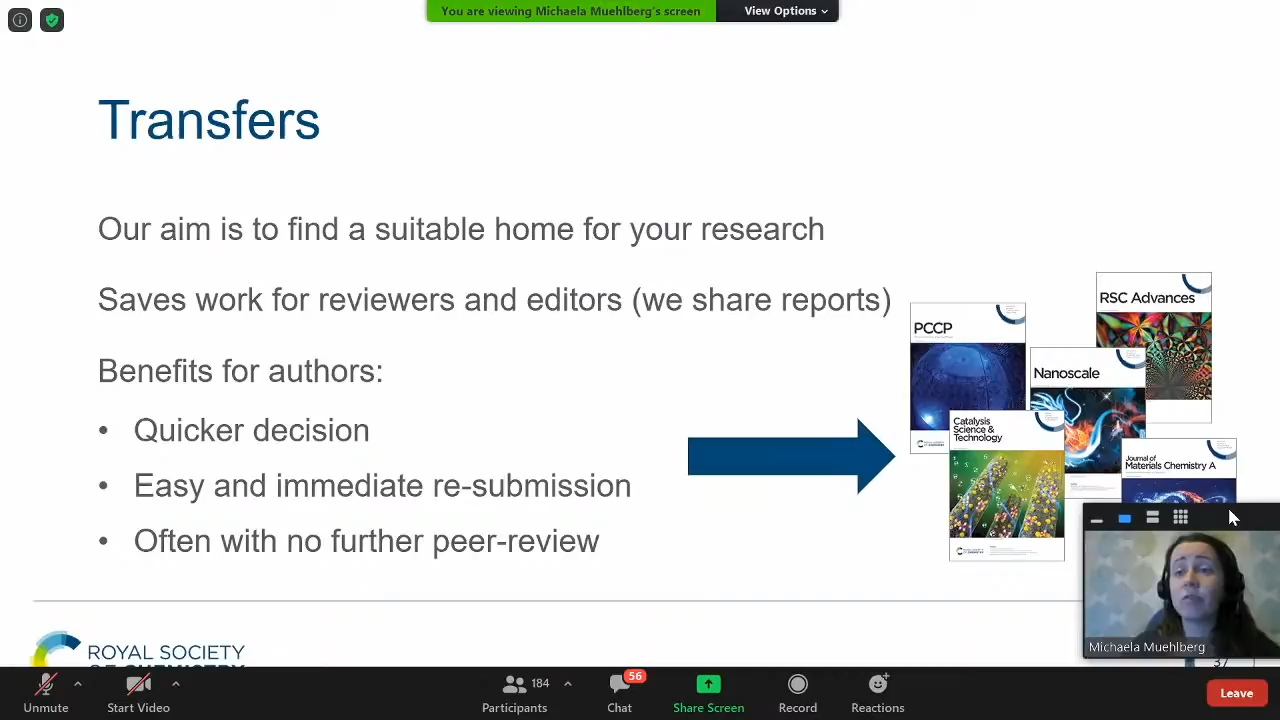 You are viewing Michaela Muehlberg's screen
View Options
Transfers
Our aim is to find a suitable home for your research
Saves work for reviewers and editors (we share reports)
Benefits for authors:
• Quicker decision
• Easy and immediate re-submission
• Often with no further peer-review
RSC Advances
PCCP
Nanoscale
Catalysis
Science &
Technology
Journal of
Materials Chemistry A
Michaela Muehlberg
ROYAL SOCIETY
OF CHEMISTRY
37
Unmute
Start Video
184
Participants
56
Chat
Share Screen
Record
Reactions
Leave